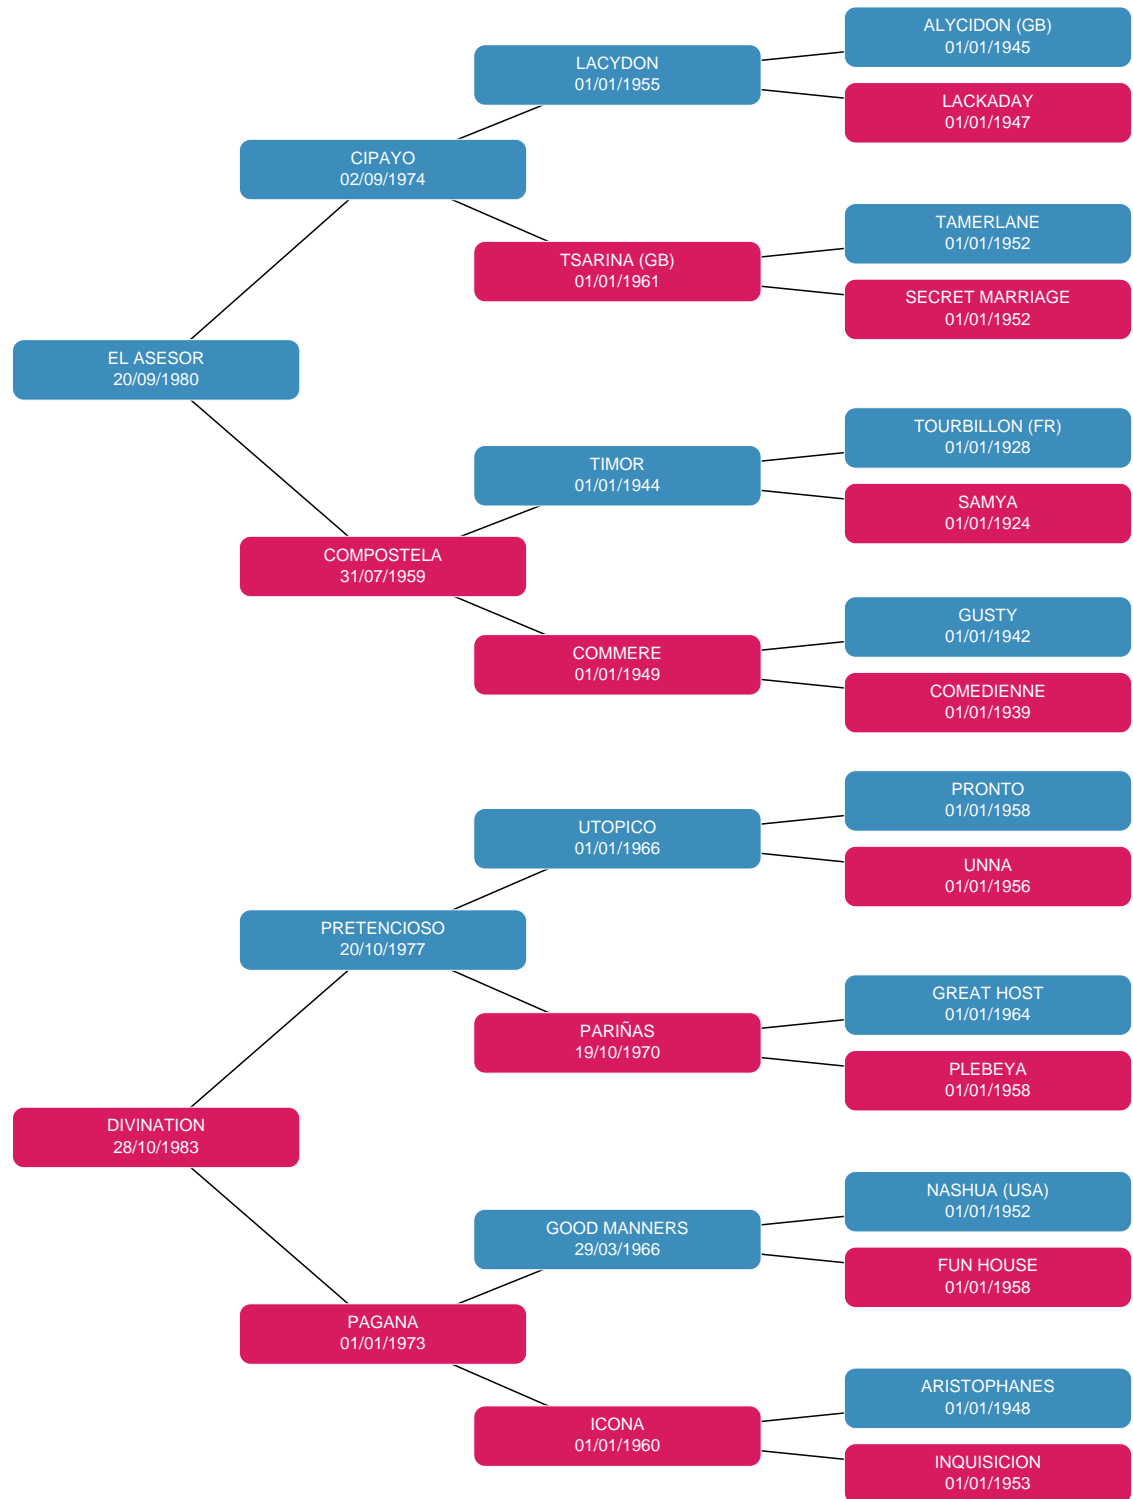 ALYCIDON (GB)
01/01/1945
LACYDON
01/01/1955
LACKADAY
01/01/1947
CIPAYO
02/09/1974
TAMERLANE
01/01/1952
TSARINA (GB)
01/01/1961
SECRET MARRIAGE
01/01/1952
EL ASESOR
20/09/1980
TOURBILLON (FR)
01/01/1928
TIMOR
01/01/1944
SAMYA
01/01/1924
COMPOSTELA
31/07/1959
GUSTY
01/01/1942
COMMERE
01/01/1949
COMEDIENNE
01/01/1939
PRONTO
01/01/1958
UTOPICO
01/01/1966
UNNA
01/01/1956
PRETENCIOSO
20/10/1977
GREAT HOST
01/01/1964
PARIÑAS
19/10/1970
PLEBEYA
01/01/1958
DIVINATION
28/10/1983
NASHUA (USA)
01/01/1952
GOOD MANNERS
29/03/1966
FUN HOUSE
01/01/1958
PAGANA
01/01/1973
ARISTOPHANES
01/01/1948
ICONA
01/01/1960
INQUISICION
01/01/1953